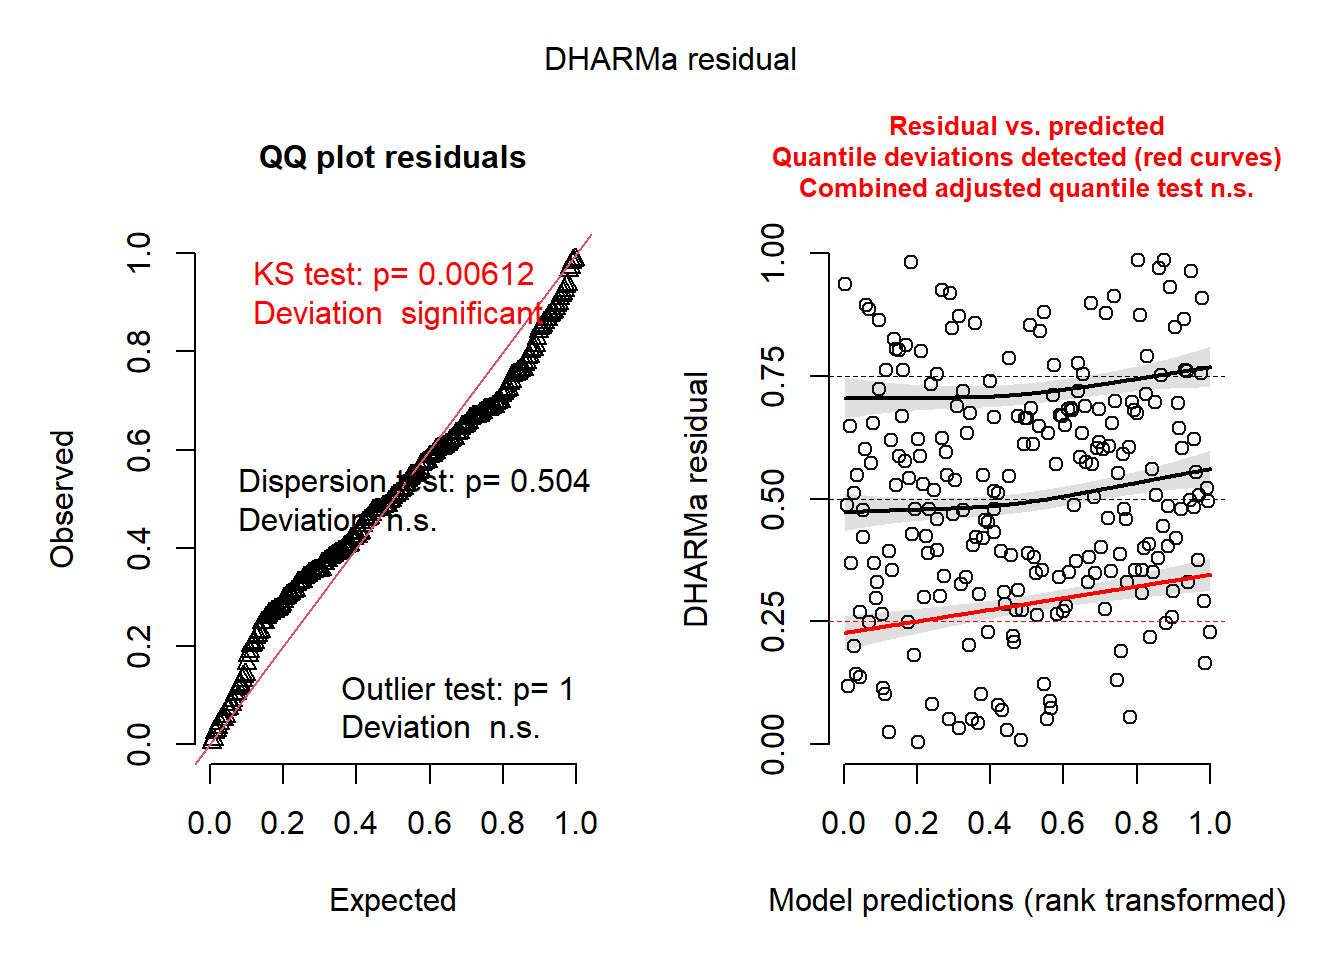 DHARMa residual
QQ plot residuals
KS test: p= 0.00612
Deviation  significant
Dispersion test: p= 0.504
Deviation  n.s.
Outlier test: p= 1
Deviation  n.s.
Observed
0.0 0.2 0.4 0.6 0.8 1.0
0.0 0.2 0.4 0.6 0.8 1.0
Expected
Residual vs. predicted
Quantile deviations detected (red curves)
Combined adjusted quantile test n.s.
DHARMa residual
0.00 0.25 0.50 0.75 1.00
0.0 0.2 0.4 0.6 0.8 1.0
Model predictions (rank transformed)